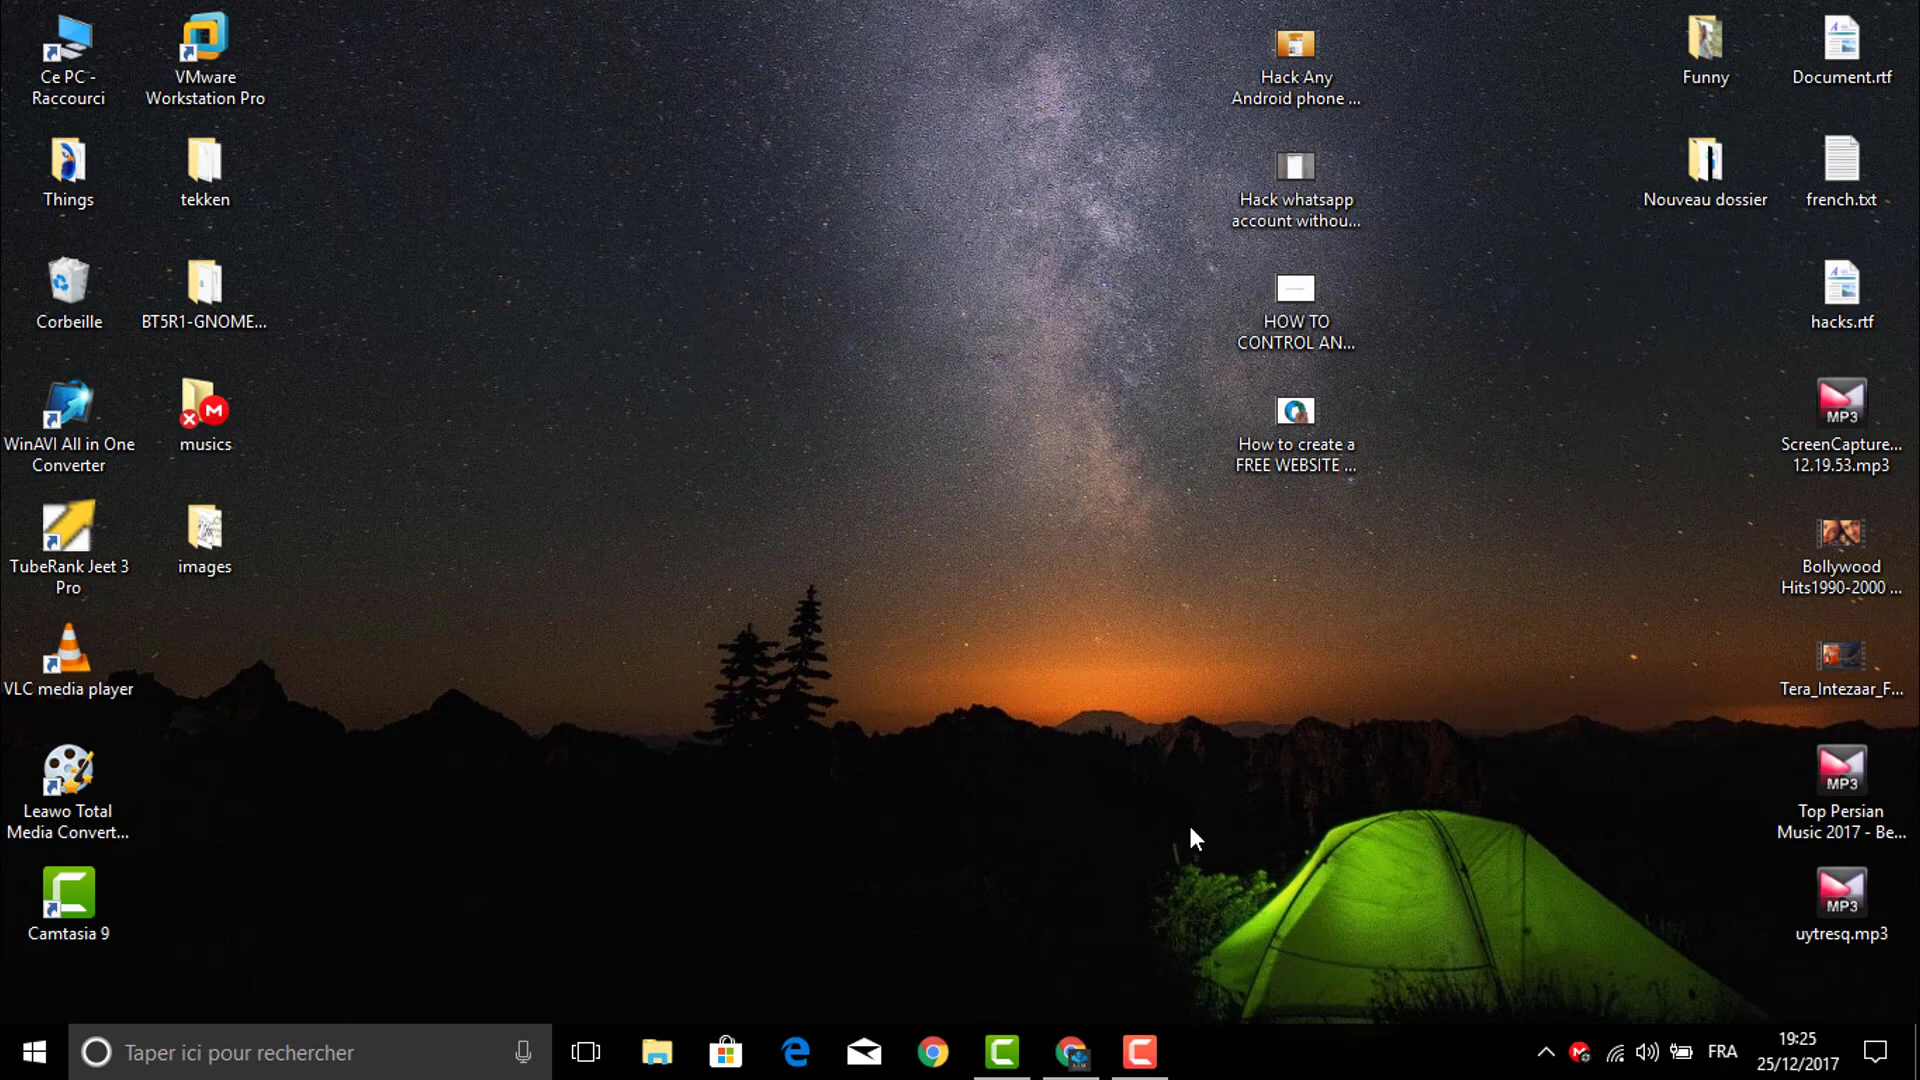 Ce PC -
Raccourci
VMware
Workstation Pro
Hack Any
Android phone ...
Funny
Document.rtf
Things
tekken
Hack whatsapp
account withou...
Nouveau dossier
french.txt
Corbeille
BT5R1-GNOME...
HOW TO
CONTROL AN...
hacks.rtf
WinAVI All in One
Converter
M
musics
How to create a
FREE WEBSITE ...
MP3
ScreenCapture...
12.19.53.mp3
TubeRank Jeet 3
Pro
images
Bollywood
Hits1990-2000 ...
VLC media player
Tera_Intezaar_F...
Leawo Total
Media Convert...
MP3
Top Persian
Music 2017 - Be...
Camtasia 9
MP3
uytresq.mp3
Taper ici pour rechercher
FRA
19:25
25/12/2017